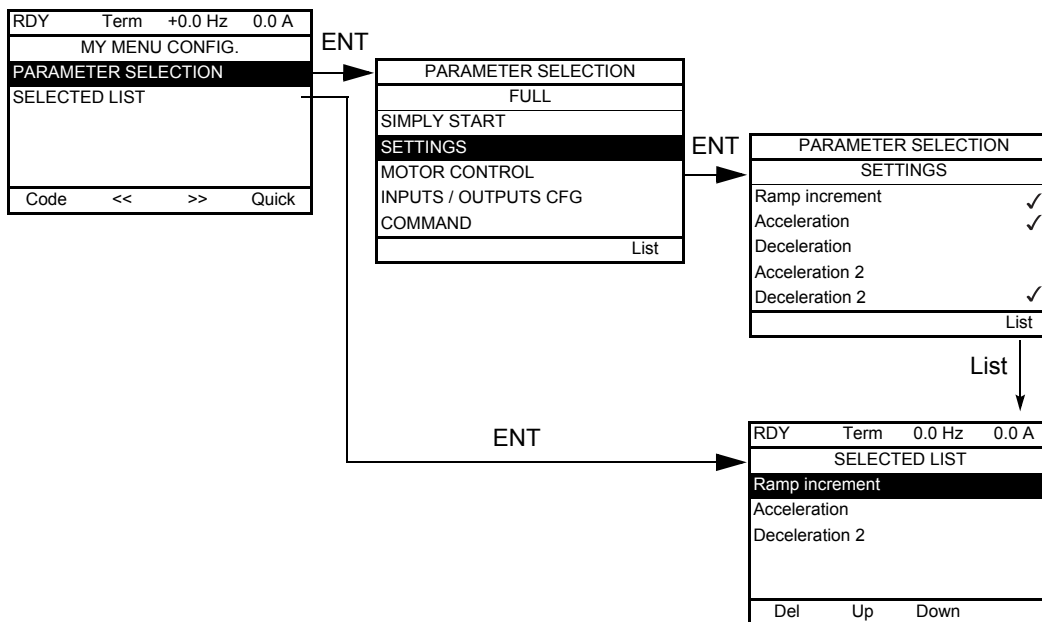 RDY Term +0.0 Hz 0.0 A
MY MENU CONFIG.
PARAMETER SELECTION
SELECTED LIST
Code << >> Quick
ENT
PARAMETER SELECTION
FULL
SIMPLY START
SETTINGS
MOTOR CONTROL
INPUTS / OUTPUTS CFG
COMMAND
List
ENT
PARAMETER SELECTION
SETTINGS
Ramp increment ✓
Acceleration ✓
Deceleration
Acceleration 2
Deceleration 2 ✓
List
List
ENT
RDY Term 0.0 Hz 0.0 A
SELECTED LIST
Ramp increment
Acceleration
Deceleration 2
Del Up Down